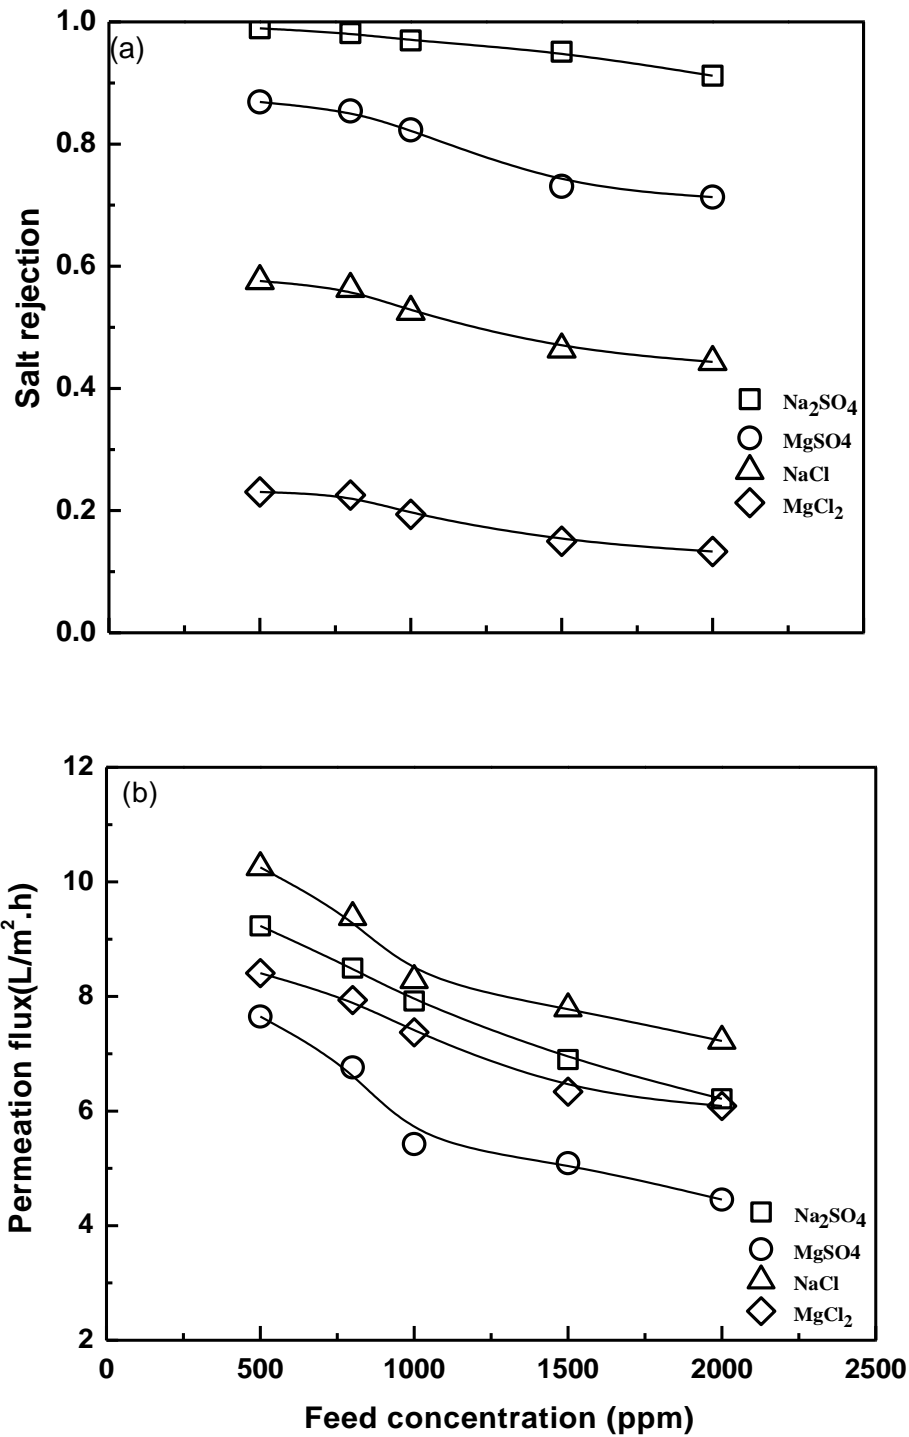 (a)
1.0
0.8
0.6
0.4
0.2
0.0
Salt rejection
Na₂SO₄
MgSO4
NaCl
MgCl₂
(b)
12
10
8
6
4
2
Permeation flux(L/m².h)
Na₂SO₄
MgSO4
NaCl
MgCl₂
0 500 1000 1500 2000 2500
Feed concentration (ppm)